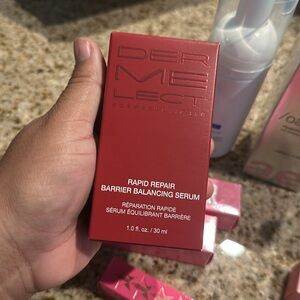 DER
ME
LECT
RAPID REPAIR
BARRIER BALANCING SERUM
RÉPARATION RAPIDE
SÉRUM ÉQUILIBRANT BARRIÈRE
1.0 fl. oz. / 30 ml